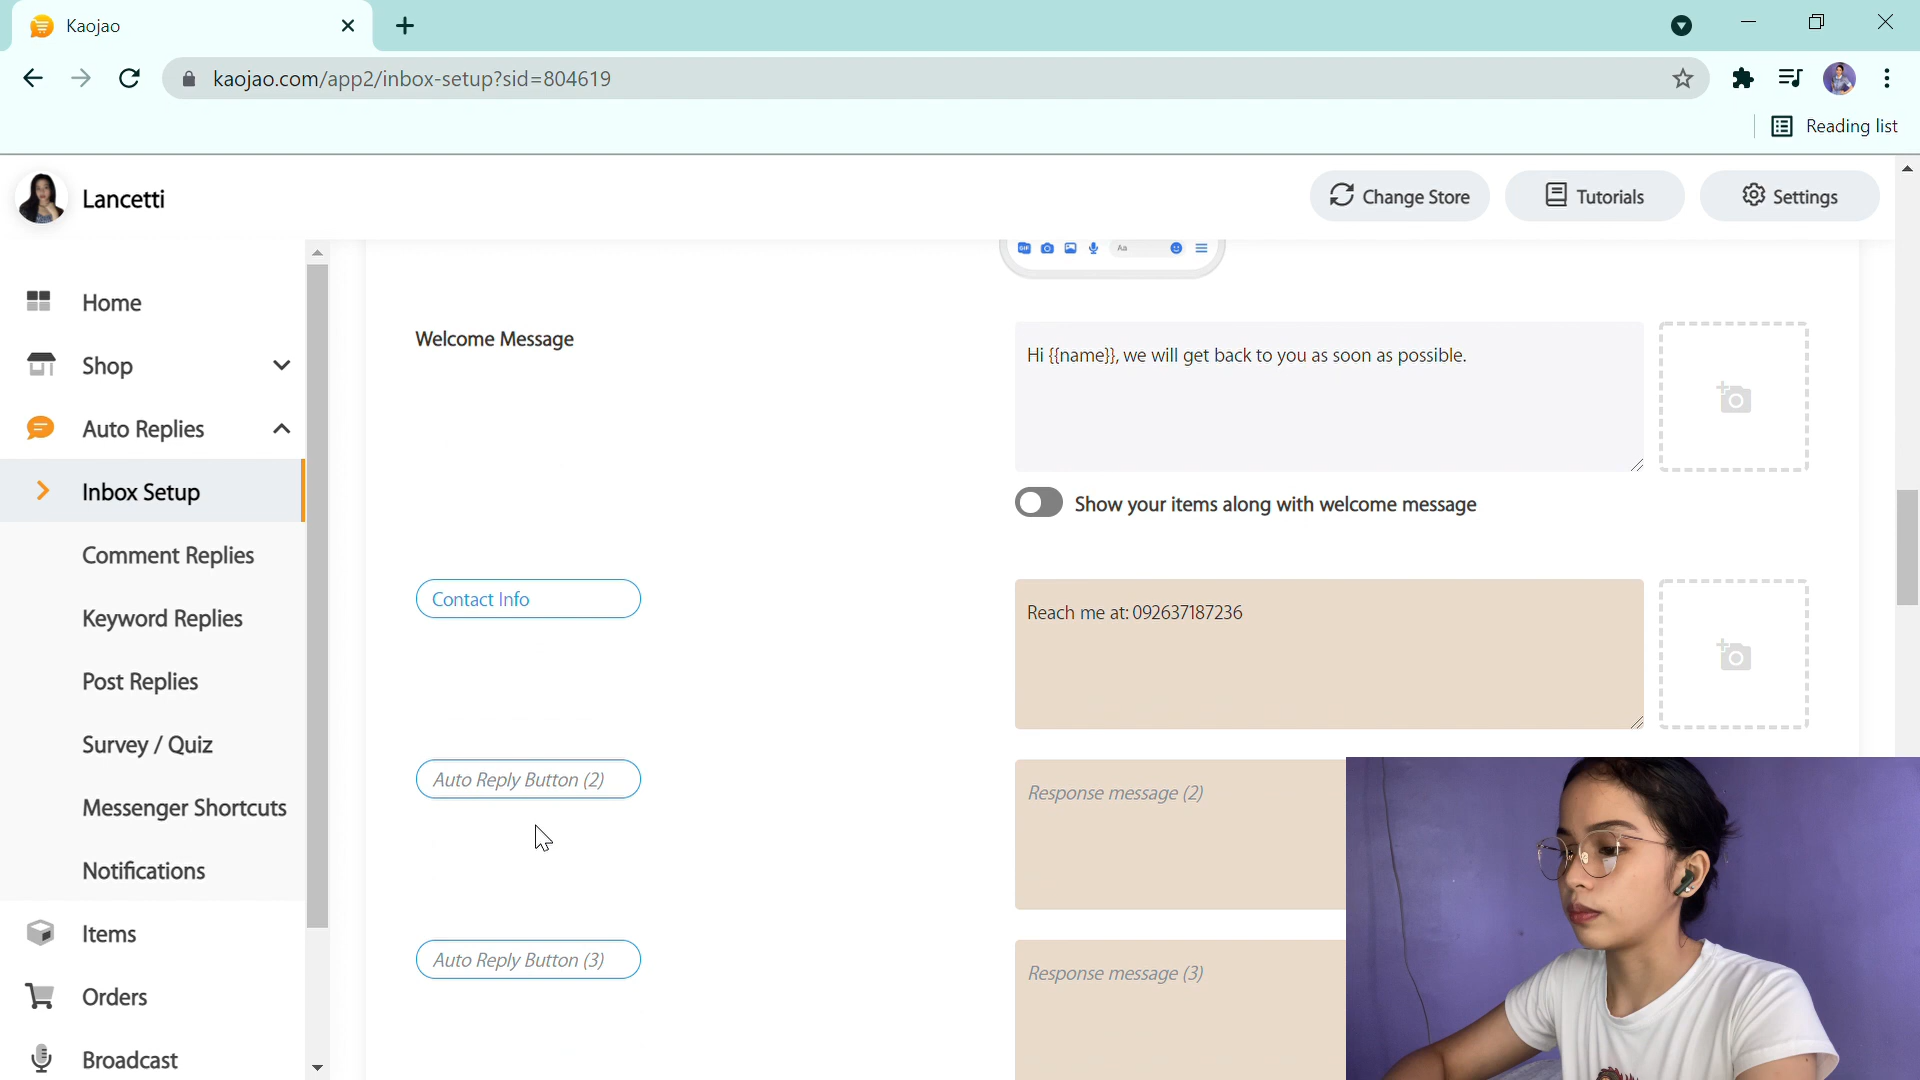 Kaojao
kaojao.com/app2/inbox-setup?sid=804619
Reading list
Lancetti
Change Store
Tutorials
Settings
GIF
Aa
Home
Shop
Auto Replies
Inbox Setup
Comment Replies
Keyword Replies
Post Replies
Survey / Quiz
Messenger Shortcuts
Notifications
Items
Orders
Broadcast
Welcome Message
Hi {{name}}, we will get back to you as soon as possible.
Show your items along with welcome message
Contact Info
Reach me at: 092637187236
Auto Reply Button (2)
Response message (2)
Auto Reply Button (3)
Response message (3)